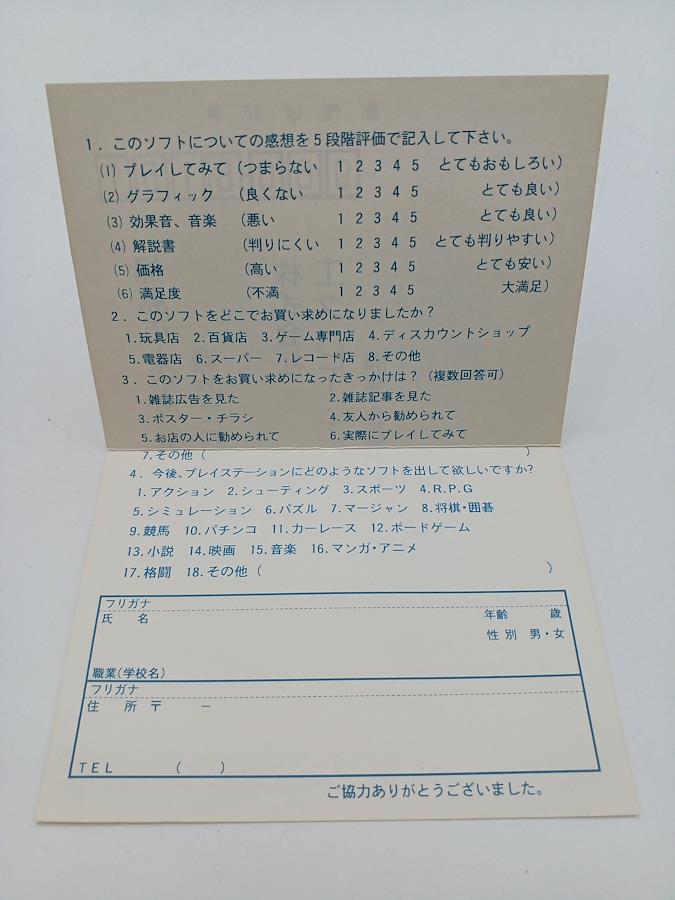 1．このソフトについての感想を5段階評価で記入して下さい。
(1) プレイしてみて（つまらない 1 2 3 4 5 とてもおもしろい）
(2) グラフィック （良くない 1 2 3 4 5 とても良い）
(3) 効果音、音楽 （悪い 1 2 3 4 5 とても良い）
(4) 解説書 （判りにくい 1 2 3 4 5 とても判りやすい）
(5) 価格 （高い 1 2 3 4 5 とても安い）
(6) 満足度 （不満 1 2 3 4 5 大満足）
2．このソフトをどこでお買い求めになりましたか？
1.玩具店 2.百貨店 3.ゲーム専門店 4.ディスカウントショップ
5.電器店 6.スーパー 7.レコード店 8.その他
3．このソフトをお買い求めになったきっかけは？（複数回答可）
1.雑誌広告を見た 2.雑誌記事を見た
3.ポスター・チラシ 4.友人から勧められて
5.お店の人に勧められて 6.実際にプレイしてみて
7.その他（ ）
4．今後、プレイステーションにどのようなソフトを出して欲しいですか？
1.アクション 2.シューティング 3.スポーツ 4.R.P.G
5.シミュレーション 6.パズル 7.マージャン 8.将棋・囲碁
9.競馬 10.パチンコ 11.カーレース 12.ボードゲーム
13.小説 14.映画 15.音楽 16.マンガ・アニメ
17.格闘 18.その他（ ）
フリガナ
氏 名 年齢 歳
性別 男・女
職業(学校名)
フリガナ
住 所 〒 －
TEL （ ）
ご協力ありがとうございました。